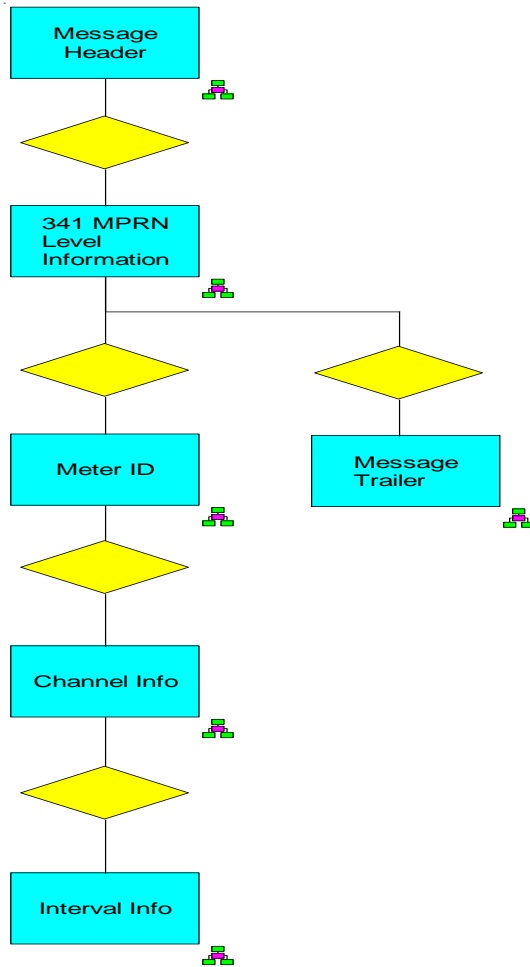 Message
Header
341 MPRN
Level
Information
Meter ID
Message
Trailer
Channel Info
Interval Info